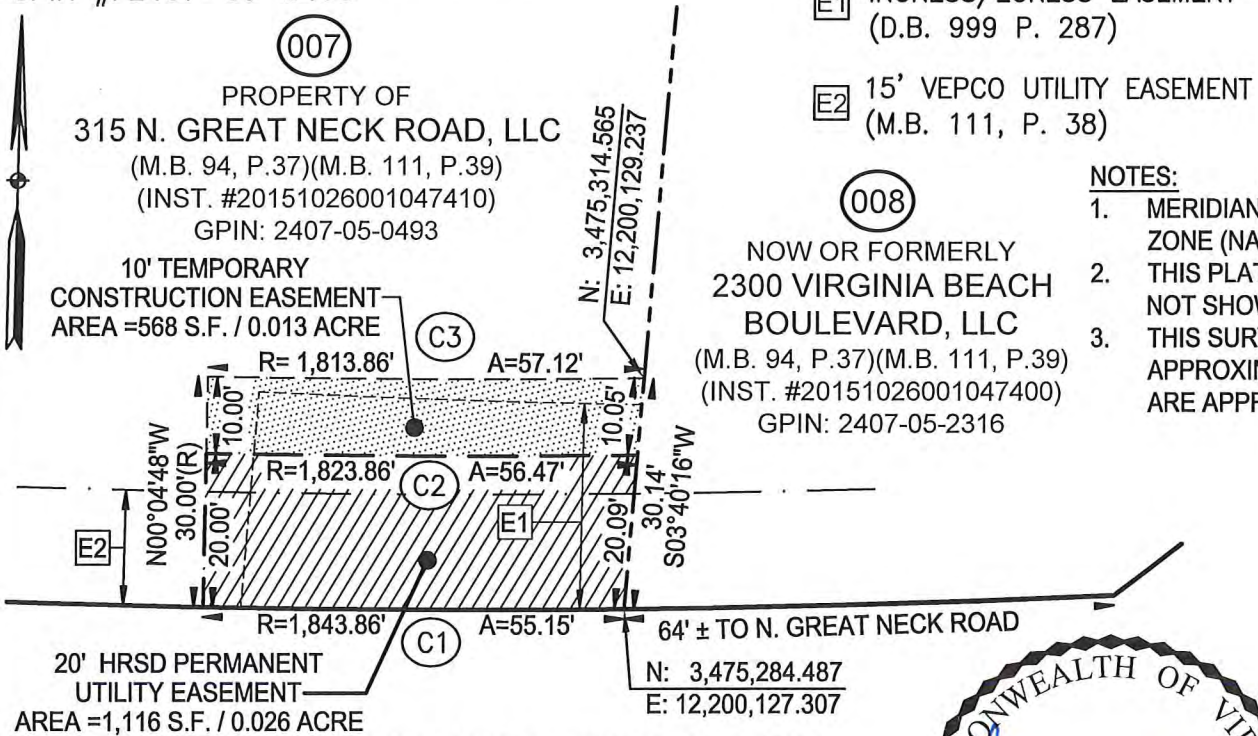 (007)
PROPERTY OF
315 N. GREAT NECK ROAD, LLC
(M.B. 94, P.37)(M.B. 111, P.39)
(INST. #201510260001047410)
GPIN: 2407-05-0493
10' TEMPORARY
CONSTRUCTION EASEMENT
AREA =568 S.F. / 0.013 ACRE
N: 3,475,314.565
E: 12,200,129.237
E1
(D.B. 999 P. 287)
E2 15' VEPCO UTILITY EASEMENT
(M.B. 111, P. 38)
008
NOW OR FORMERLY
2300 VIRGINIA BEACH
BOULEVARD, LLC
(M.B. 94, P.37)(M.B. 111, P.39)
(INST. #20151026001047400)
GPIN: 2407-05-2316
NOTES:
1. MERIDIAN
ZONE (NA
2. THIS PLAT
NOT SHOW
3. THIS SUR
APPROXIM
ARE APPR
C3
R= 1,813.86' A=57.12'
10.00' 10.05'
R=1,823.86' C2 A=56.47'
N00°04'48"W
30.00'(R)
20.00'
E1
E2
20.09'
30.14'
S03°40'16"W
R=1,843.86' C1 A=55.15'
64' ± TO N. GREAT NECK ROAD
20' HRSD PERMANENT
UTILITY EASEMENT
AREA =1,116 S.F. / 0.026 ACRE
N: 3,475,284.487
E: 12,200,127.307
ONWEALTH OF VI